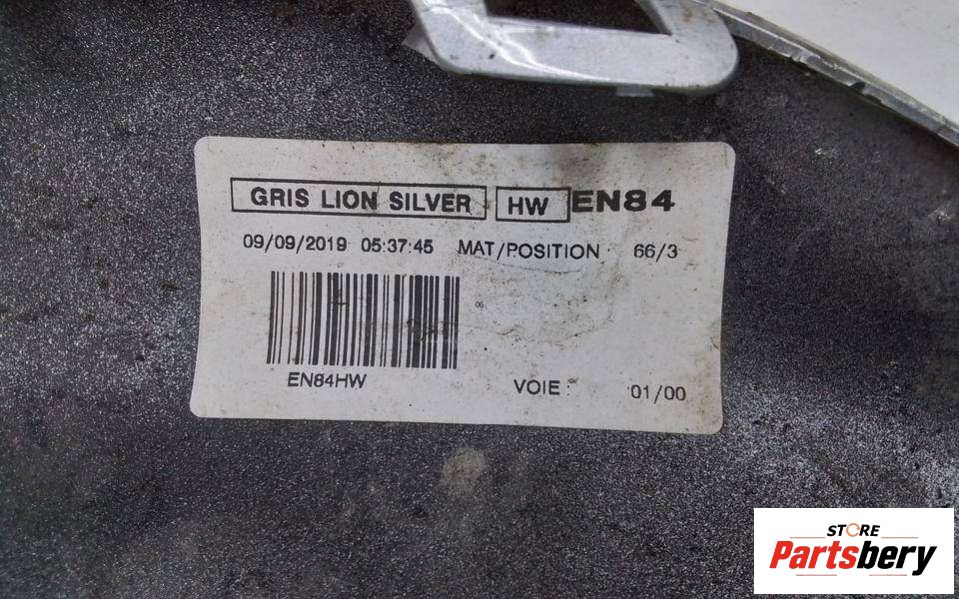 GRIS LION SILVER HW EN84
09/09/2019 05:37:45 MAT/POSITION 66/3
EN84HW
VOIE : 01/00
STORE
Partsbery